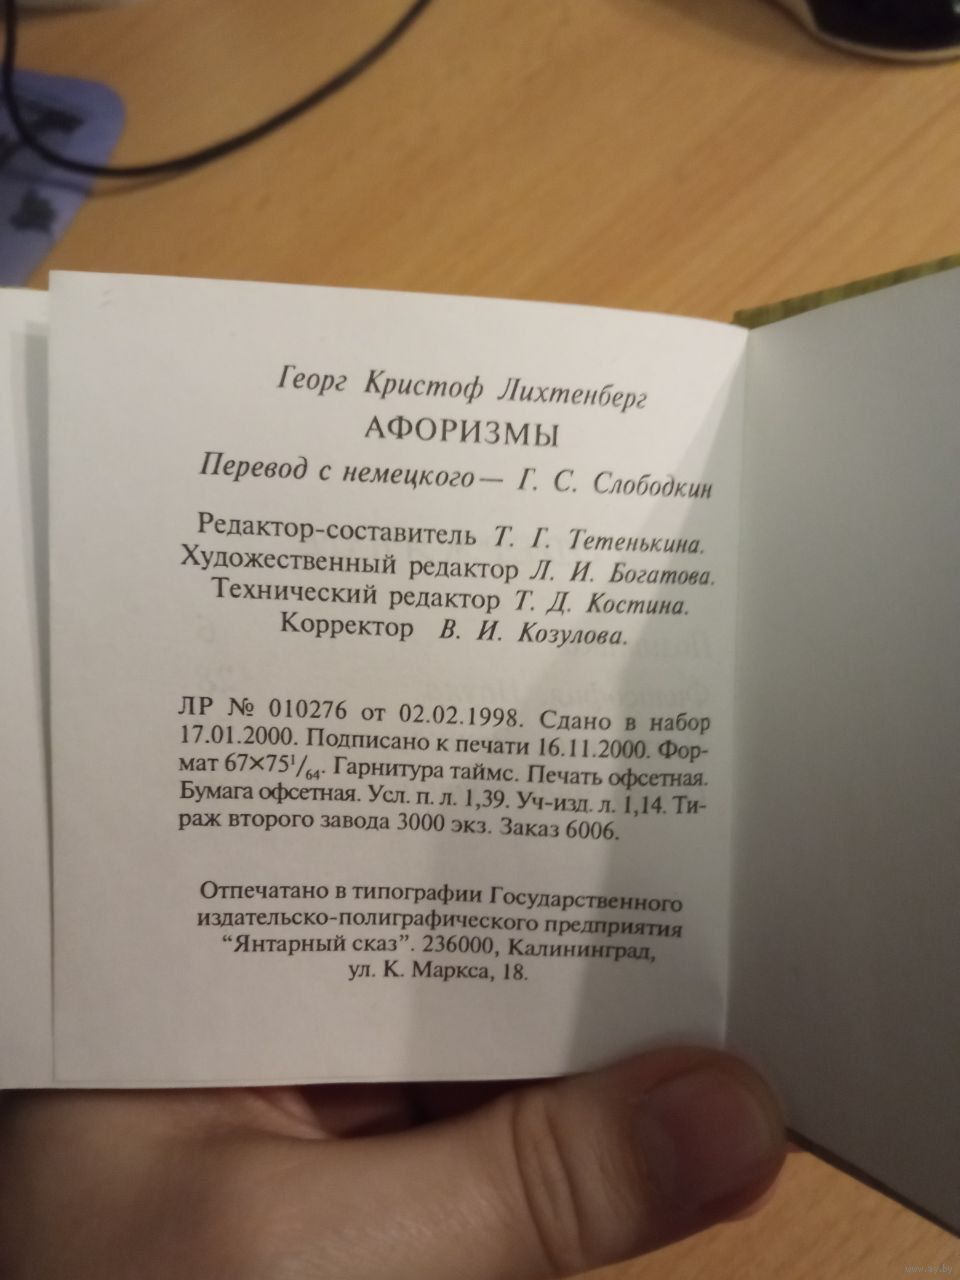 Георг Кристоф Лихтенберг
АФОРИЗМЫ
Перевод с немецкого — Г. С. Слободкин
Редактор-составитель Т. Г. Тетенькина.
Художественный редактор Л. И. Богатова.
Технический редактор Т. Д. Костина.
Корректор В. И. Козулова.
ЛР № 010276 от 02.02.1998. Сдано в набор
17.01.2000. Подписано к печати 16.11.2000. Фор-
мат 67×75¹/₆₄. Гарнитура таймс. Печать офсетная.
Бумага офсетная. Усл. п. л. 1,39. Уч-изд. л. 1,14. Ти-
раж второго завода 3000 экз. Заказ 6006.
Отпечатано в типографии Государственного
издательско-полиграфического предприятия
“Янтарный сказ”. 236000, Калининград,
ул. К. Маркса, 18.
www.ay.by